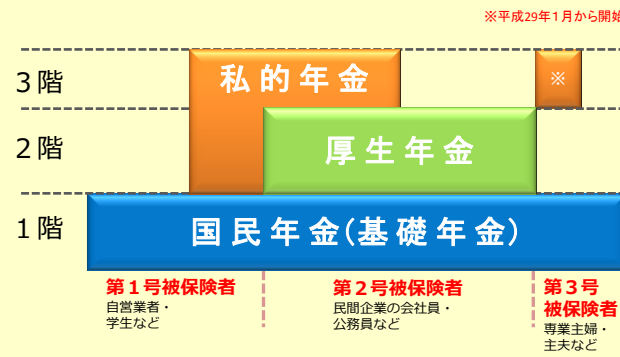 ※平成29年1月から開始
3階
私的年金
※
2階
厚生年金
1階
国民年金(基礎年金)
第1号被保険者
自営業者・
学生など
第2号被保険者
民間企業の会社員・
公務員など
第3号
被保険者
専業主婦・
主夫など